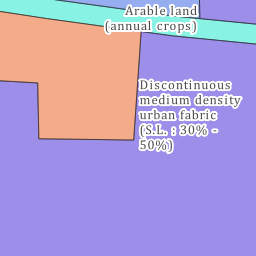 Arable land
(annual crops)
Discontinuous
medium density
urban fabric
(S.L. : 30% -
50%)